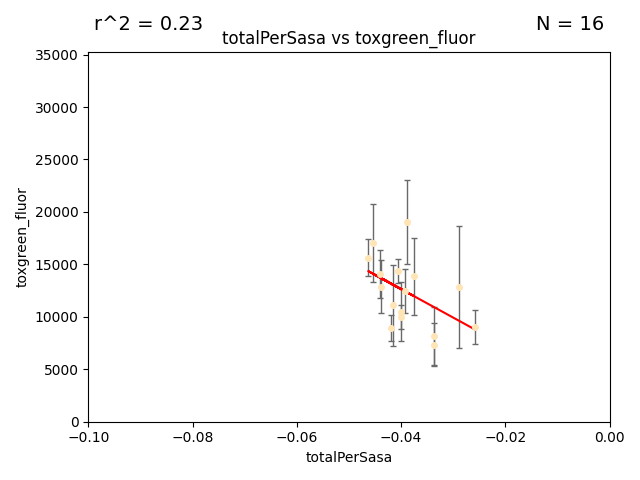 r^2 = 0.23
N = 16
totalPerSasa vs toxgreen_fluor
35000
30000
25000
20000
15000
10000
5000
0
toxgreen_fluor
−0.10
−0.08
−0.06
−0.04
−0.02
0.00
totalPerSasa